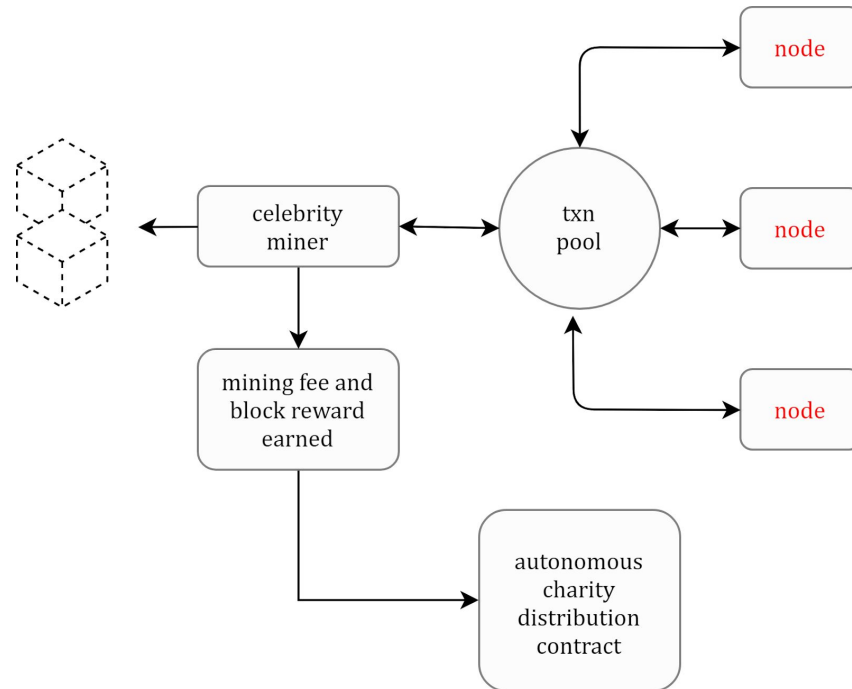 node
celebrity
miner
txn
pool
node
mining fee and
block reward
earned
node
autonomous
charity
distribution
contract